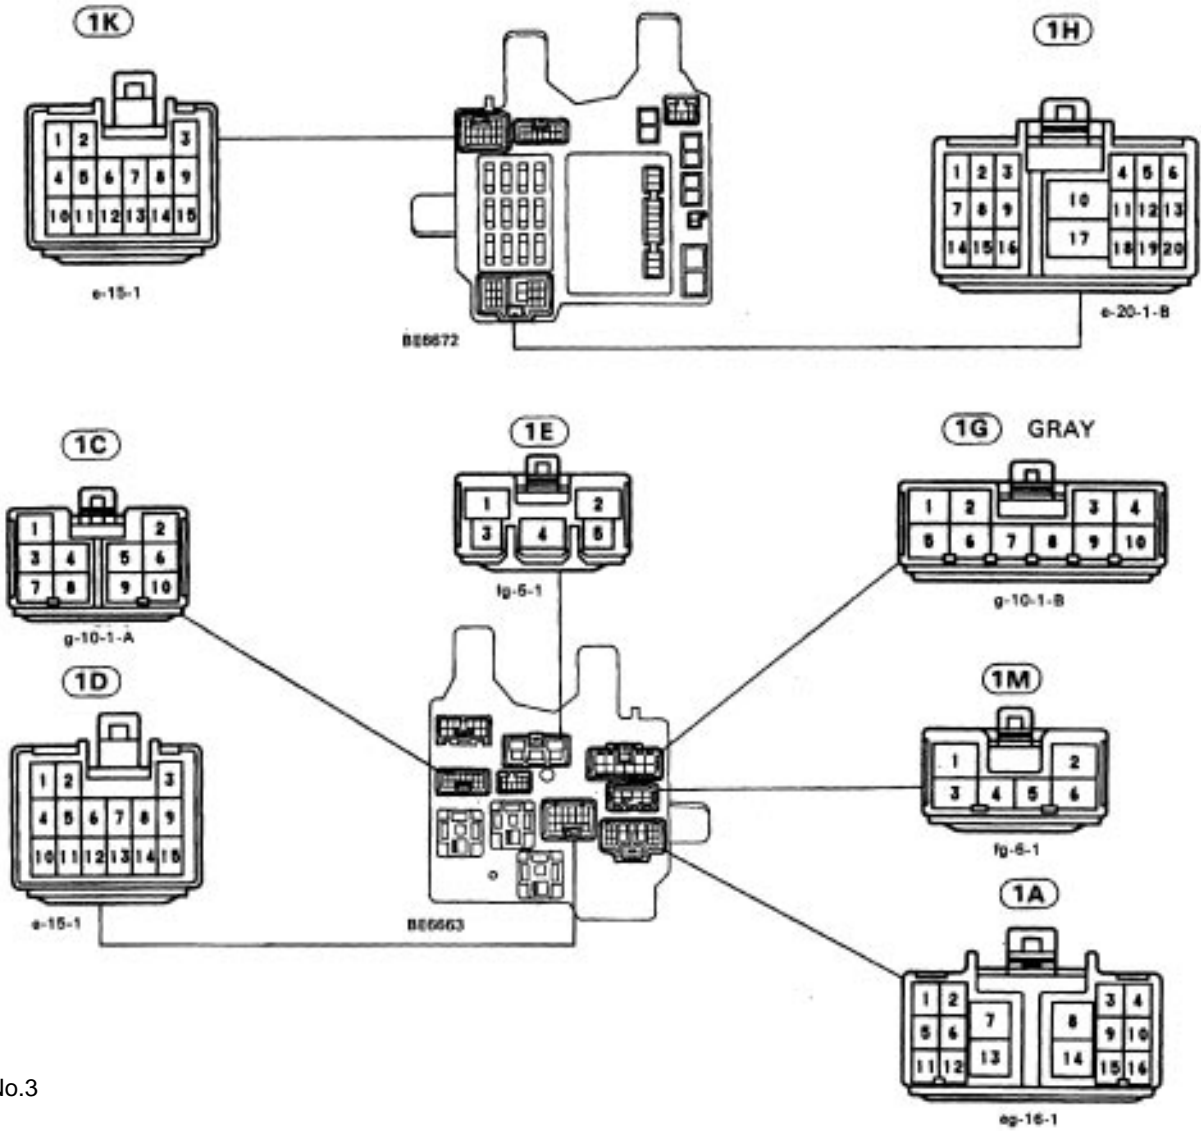 1K
1H
1 2 3
4 5 6 7 8 9
10 11 12 13 14 15
e-15-1
1 2 3 4 5 6
7 8 9 10 11 12 13
14 15 16 17 18 19 20
e-20-1-B
BE6672
1C
1E
1G GRAY
1 2
3 4 5 6
7 8 9 10
g-10-1-A
1 2
3 4 5
fg-5-1
1 2 3 4
5 6 7 8 9 10
g-10-1-B
1D
1M
1 2 3
4 5 6 7 8 9
10 11 12 13 14 15
e-15-1
BE6663
1 2
3 4 5 6
fg-6-1
1A
1 2 3 4
5 6 7 8 9 10
11 12 13 14 15 16
eg-16-1
No.3